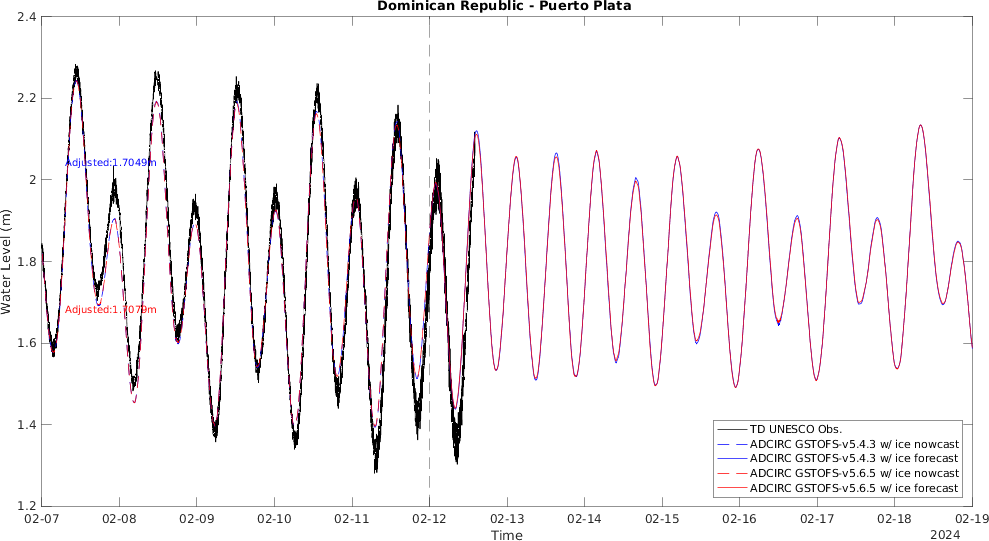 Dominican Republic - Puerto Plata
2.4
2.2
2
1.8
1.6
1.4
1.2
Water Level (m)
Adjusted:1.7049m
Adjusted:1.7079m
TD UNESCO Obs.
ADCIRC GSTOFS-v5.4.3 w/ ice nowcast
ADCIRC GSTOFS-v5.4.3 w/ ice forecast
ADCIRC GSTOFS-v5.6.5 w/ ice nowcast
ADCIRC GSTOFS-v5.6.5 w/ ice forecast
02-07 02-08 02-09 02-10 02-11 02-12 02-13 02-14 02-15 02-16 02-17 02-18 02-19
Time
2024